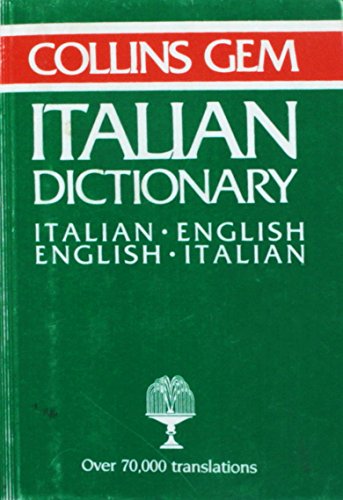 COLLINS GEM
ITALIAN
DICTIONARY
ITALIAN · ENGLISH
ENGLISH · ITALIAN
Over 70,000 translations